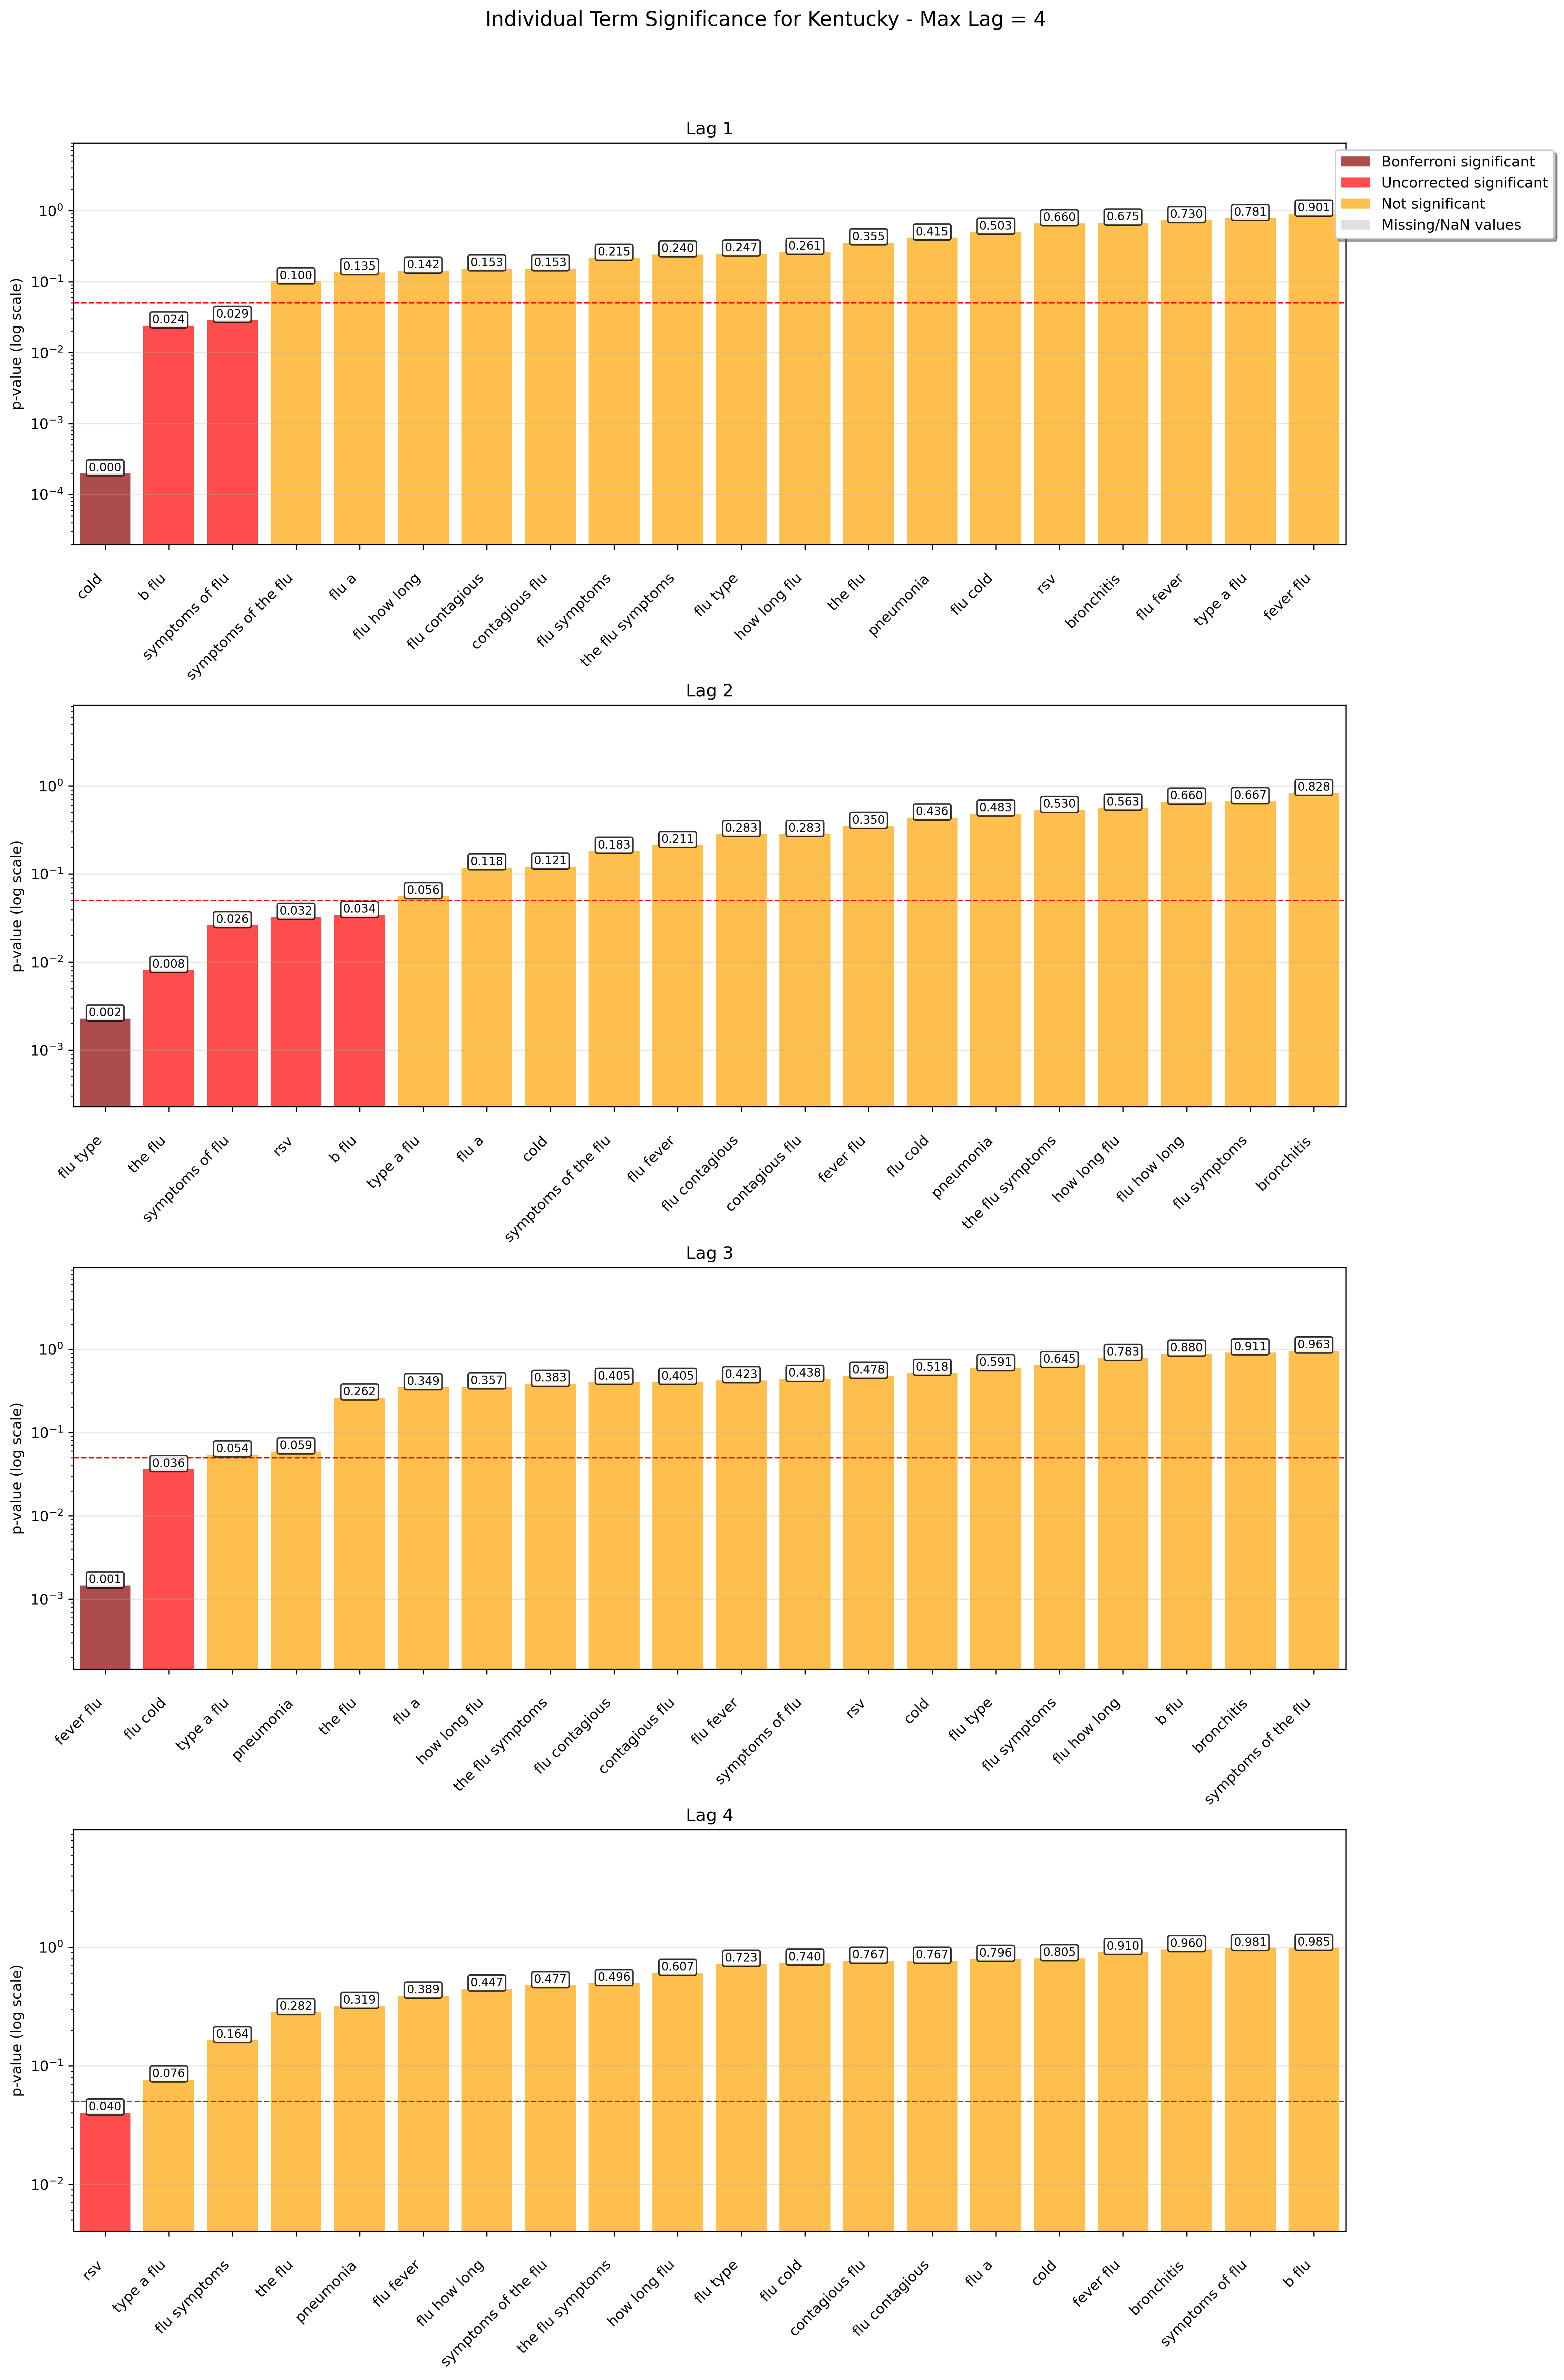 Individual Term Significance for Kentucky - Max Lag = 4
Lag 1
Bonferroni significant
Uncorrected significant
Not significant
Missing/NaN values
p-value (log scale)
10⁰
10⁻¹
10⁻²
10⁻³
10⁻⁴
0.000 0.024 0.029 0.100 0.135 0.142 0.153 0.153 0.215 0.240 0.247 0.261 0.355 0.415 0.503 0.660 0.675 0.730 0.781 0.901
cold
b flu
symptoms of flu
symptoms of the flu
flu a
flu how long
flu contagious
contagious flu
flu symptoms
the flu symptoms
flu type
how long flu
the flu
pneumonia
flu cold
rsv
bronchitis
flu fever
type a flu
fever flu
Lag 2
p-value (log scale)
10⁰
10⁻¹
10⁻²
10⁻³
0.002 0.008 0.026 0.032 0.034 0.056 0.118 0.121 0.183 0.211 0.283 0.283 0.350 0.436 0.483 0.530 0.563 0.660 0.667 0.828
flu type
the flu
symptoms of flu
rsv
b flu
type a flu
flu a
cold
symptoms of the flu
flu fever
flu contagious
contagious flu
fever flu
flu cold
pneumonia
the flu symptoms
how long flu
flu how long
flu symptoms
bronchitis
Lag 3
p-value (log scale)
10⁰
10⁻¹
10⁻²
10⁻³
0.001 0.036 0.054 0.059 0.262 0.349 0.357 0.383 0.405 0.405 0.423 0.438 0.478 0.518 0.591 0.645 0.783 0.880 0.911 0.963
fever flu
flu cold
type a flu
pneumonia
the flu
flu a
how long flu
the flu symptoms
flu contagious
contagious flu
flu fever
symptoms of flu
rsv
cold
flu type
flu symptoms
flu how long
b flu
bronchitis
symptoms of the flu
Lag 4
p-value (log scale)
10⁰
10⁻¹
10⁻²
0.040 0.076 0.164 0.282 0.319 0.389 0.447 0.477 0.496 0.607 0.723 0.740 0.767 0.767 0.796 0.805 0.910 0.960 0.981 0.985
rsv
type a flu
flu symptoms
the flu
pneumonia
flu fever
flu how long
symptoms of the flu
the flu symptoms
how long flu
flu type
flu cold
contagious flu
flu contagious
flu a
cold
fever flu
bronchitis
symptoms of flu
b flu